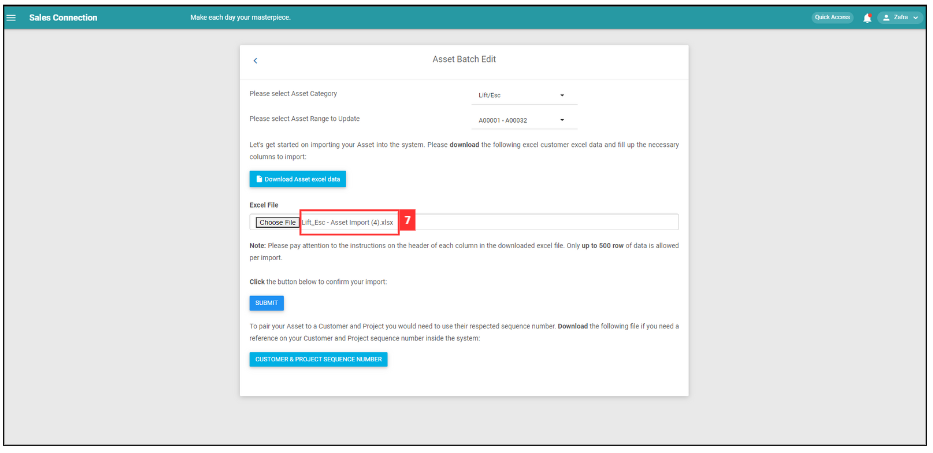 Sales Connection
Make each day your masterpiece.
Quick Access
Zafra
Asset Batch Edit
Please select Asset Category
Lift/Esc
Please select Asset Range to Update
A00001 - A00032
Let's get started on importing your Asset into the system. Please download the following excel customer excel data and fill up the necessary
columns to import:
Download Asset excel data
Excel File
Choose File Lift_Esc - Asset Import (4).xlsx
7
Note: Please pay attention to the instructions on the header of each column in the downloaded excel file. Only up to 500 row of data is allowed
per import.
Click the button below to confirm your import:
SUBMIT
To pair your Asset to a Customer and Project you would need to use their respected sequence number. Download the following file if you need a
reference on your Customer and Project sequence number inside the system:
CUSTOMER & PROJECT SEQUENCE NUMBER